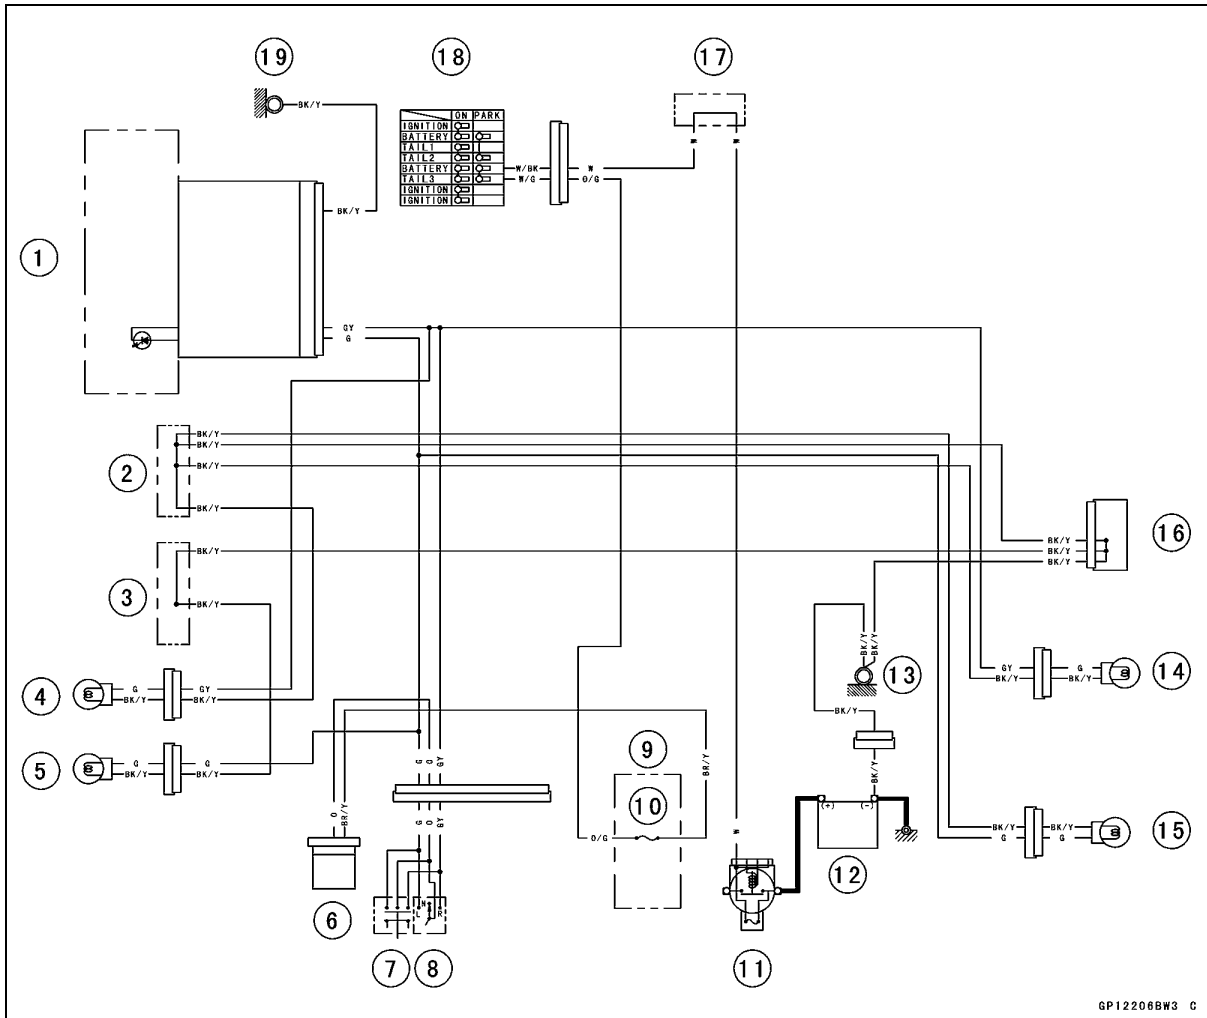 19
18
17
BK/Y
ON PARK
IGNITION
BATTERY
TAIL1
TAIL2
BATTERY
TAIL3
IGNITION
IGNITION
W/BK
W/G
W
O/G
W
W
BK/Y
1
GY
G
2
BK/Y
BK/Y
BK/Y
BK/Y
16
BK/Y
BK/Y
BK/Y
3
BK/Y
BK/Y
BK/Y
BK/Y
13
4
G
BK/Y
GY
BK/Y
GY
BK/Y
G
BK/Y
14
BK/Y
5
G
BK/Y
G
BK/Y
G
O
GY
9
BR/Y
BK/Y
10
O
BR/Y
G
O
GY
O/G
W
(+)
(-)
12
BK/Y
G
BK/Y
G
15
6
L
N
R
7
8
11
GP12206BW3 C